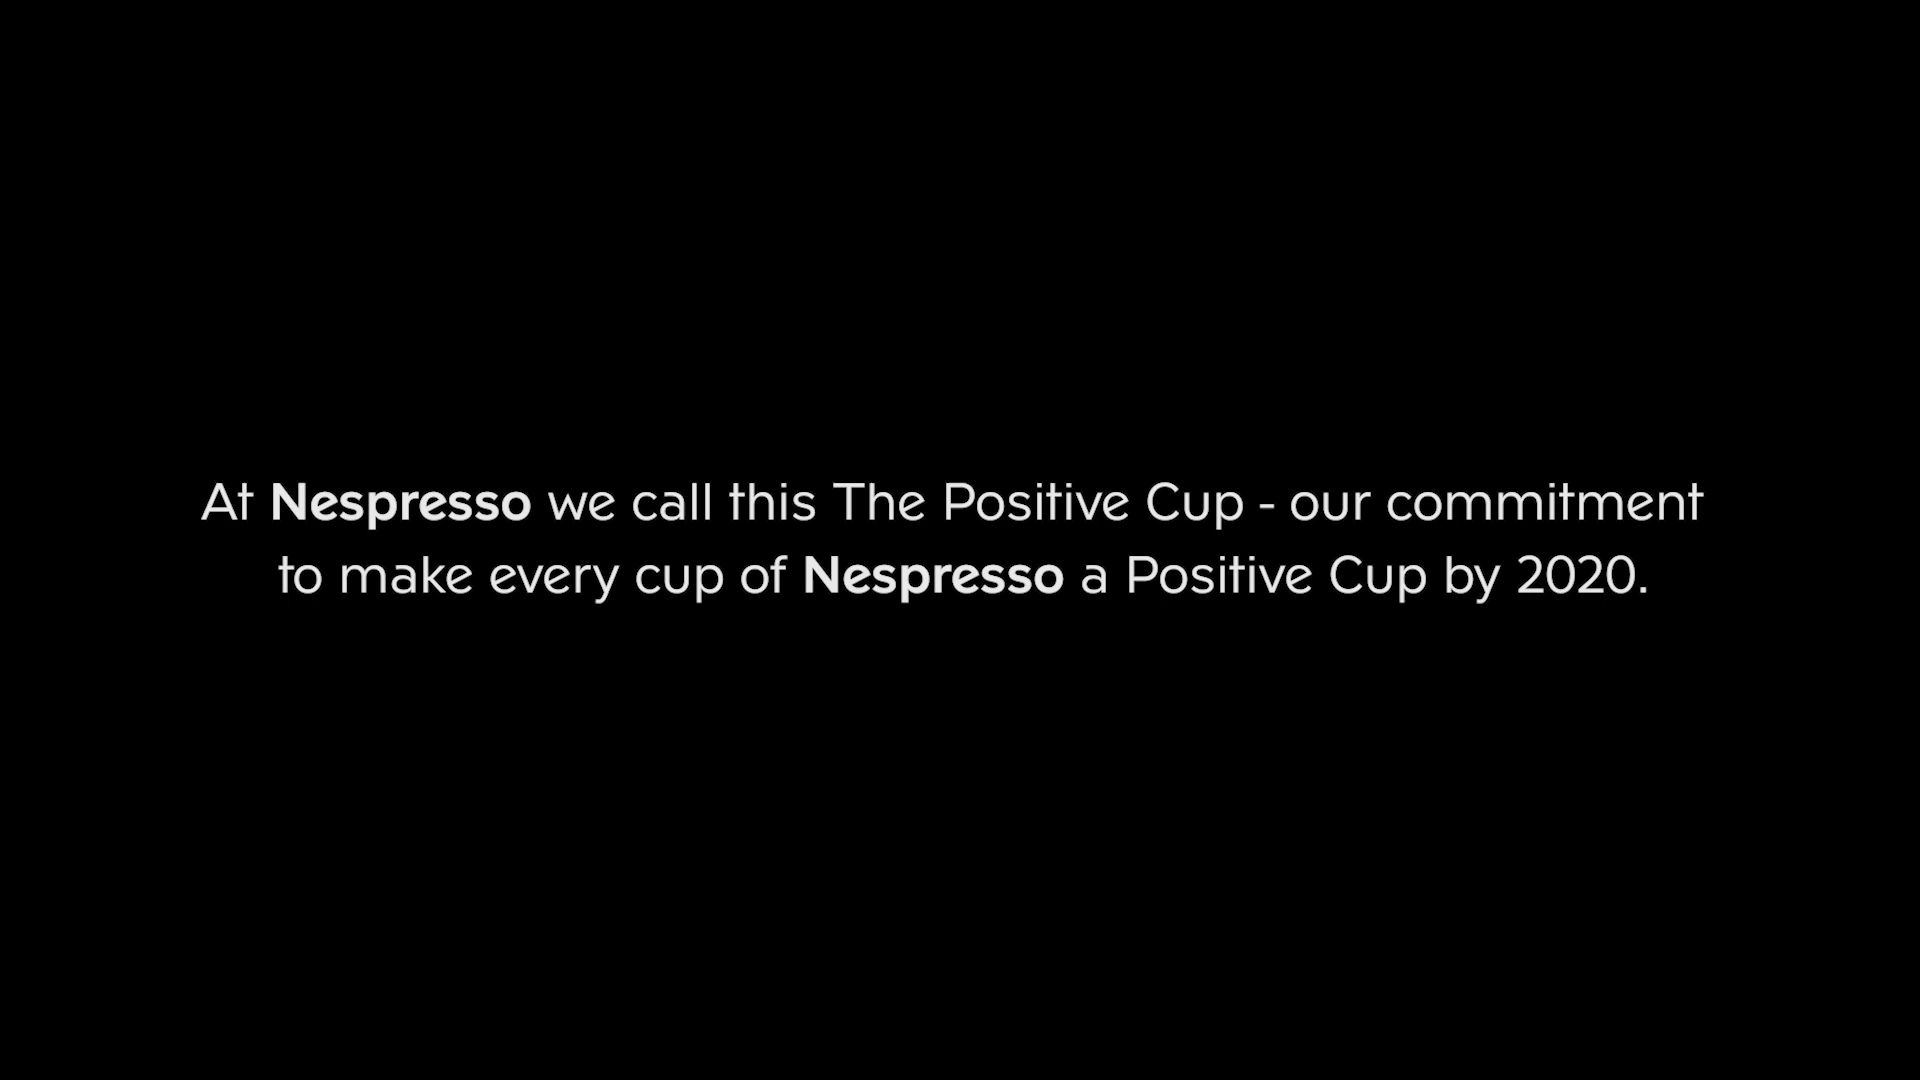 At Nespresso we call this The Positive Cup - our commitment
to make every cup of Nespresso a Positive Cup by 2020.